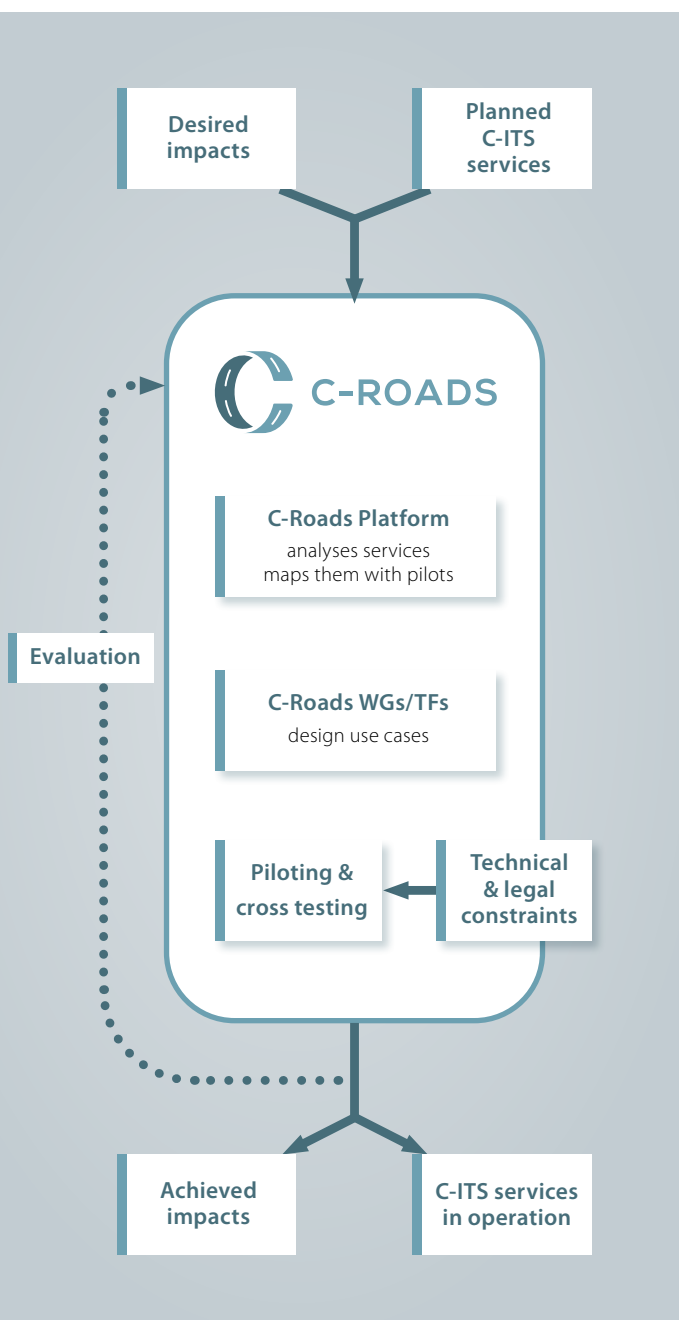 Desired
impacts
Planned
C-ITS
services
C-ROADS
C-Roads Platform
analyses services
maps them with pilots
Evaluation
C-Roads WGs/TFs
design use cases
Piloting &
cross testing
Technical
& legal
constraints
Achieved
impacts
C-ITS services
in operation